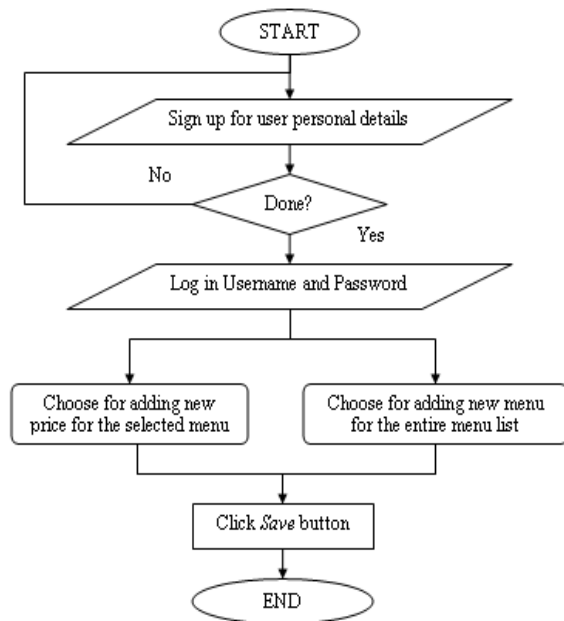 START
Sign up for user personal details
No
Done?
Yes
Log in Username and Password
Choose for adding new
price for the selected menu
Choose for adding new menu
for the entire menu list
Click Save button
END